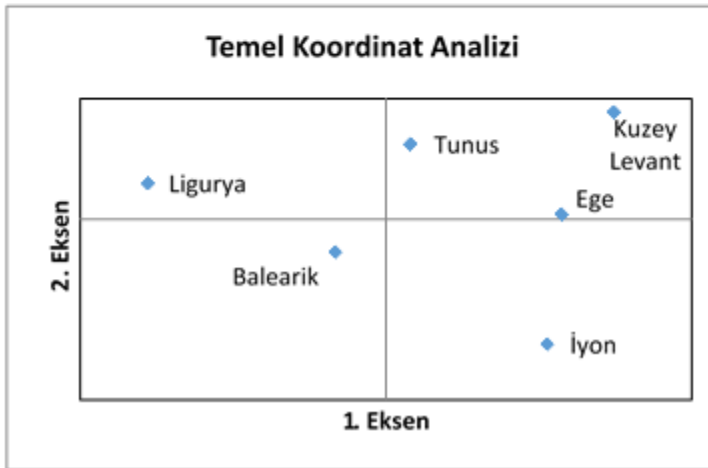 Temel Koordinat Analizi
Kuzey
Levant
Tunus
Ligurya
Ege
Balearik
İyon
2. Eksen
1. Eksen